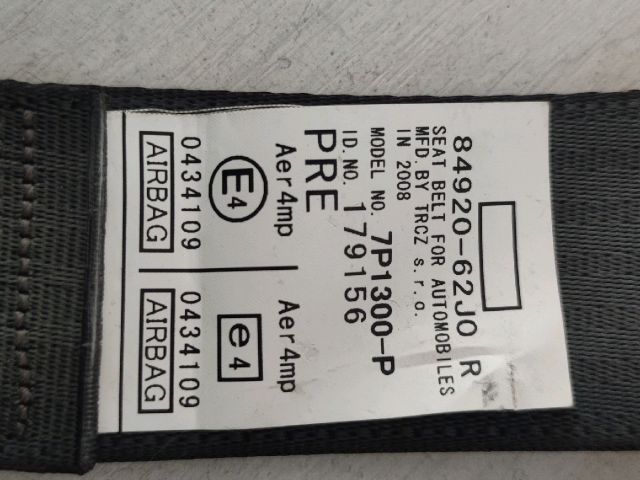 84920-62J0 R
SEAT BELT FOR AUTOMOBILES
MFD. BY TRCZ s.r.o.
IN 2008
MODEL NO. 7P1300-P
ID.NO. 179156
PRE
Aer4mp Aer4mp
E4 e4
0434109 0434109
AIRBAG AIRBAG